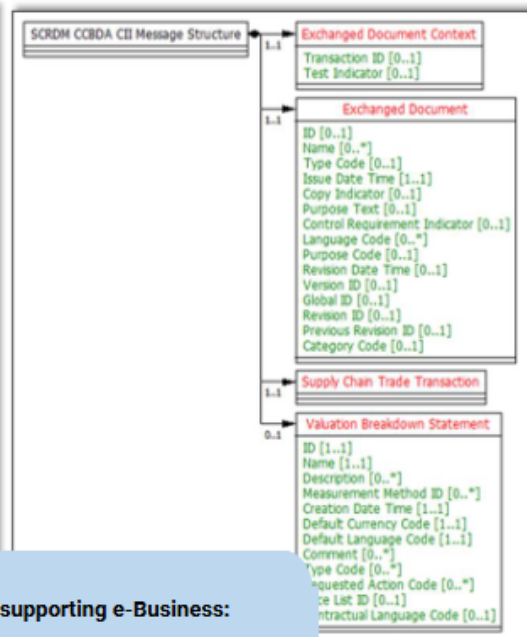 SCRDM CCBDA CII Message Structure
1..1
Exchanged Document Context
Transaction ID [0..1]
Test Indicator [0..1]
1..1
Exchanged Document
ID [0..1]
Name [0..*]
Type Code [0..1]
Issue Date Time [1..1]
Copy Indicator [0..1]
Purpose Text [0..1]
Control Requirement Indicator [0..1]
Language Code [0..*]
Purpose Code [0..1]
Revision Date Time [0..1]
Version ID [0..1]
Global ID [0..1]
Revision ID [0..1]
Previous Revision ID [0..1]
Category Code [0..1]
1..1
Supply Chain Trade Transaction
0..1
Valuation Breakdown Statement
ID [1..1]
Name [1..1]
Description [0..*]
Measurement Method ID [0..*]
Creation Date Time [1..1]
Default Currency Code [1..1]
Default Language Code [1..1]
Comment [0..*]
Type Code [0..*]
Requested Action Code [0..*]
List ID [0..1]
Contractual Language Code [0..1]
supporting e-Business: